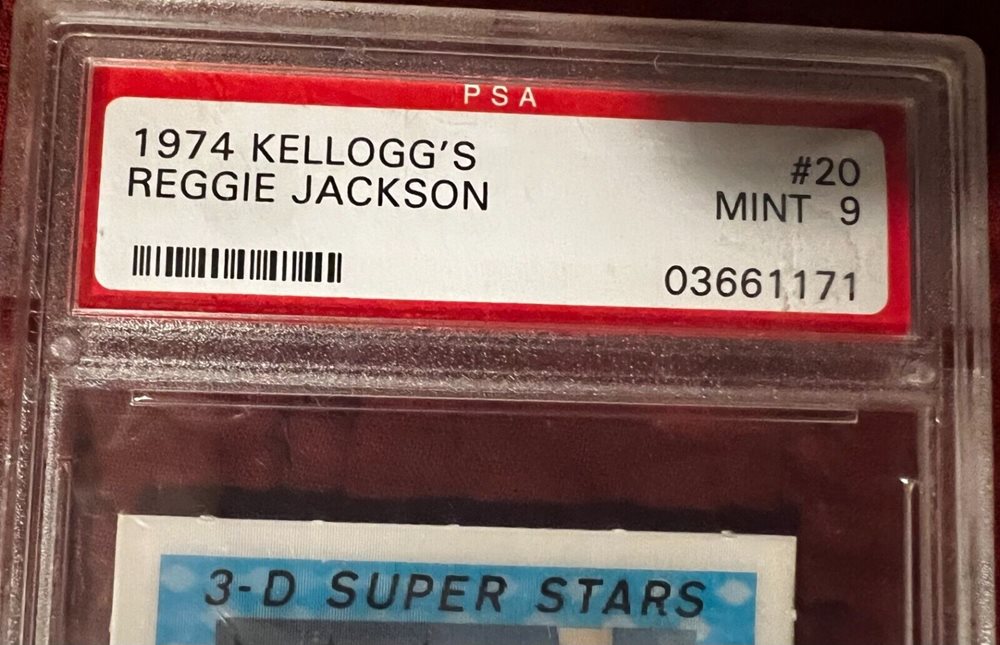 PSA
1974 KELLOGG'S
REGGIE JACKSON
#20
MINT 9
03661171
3-D SUPER STARS